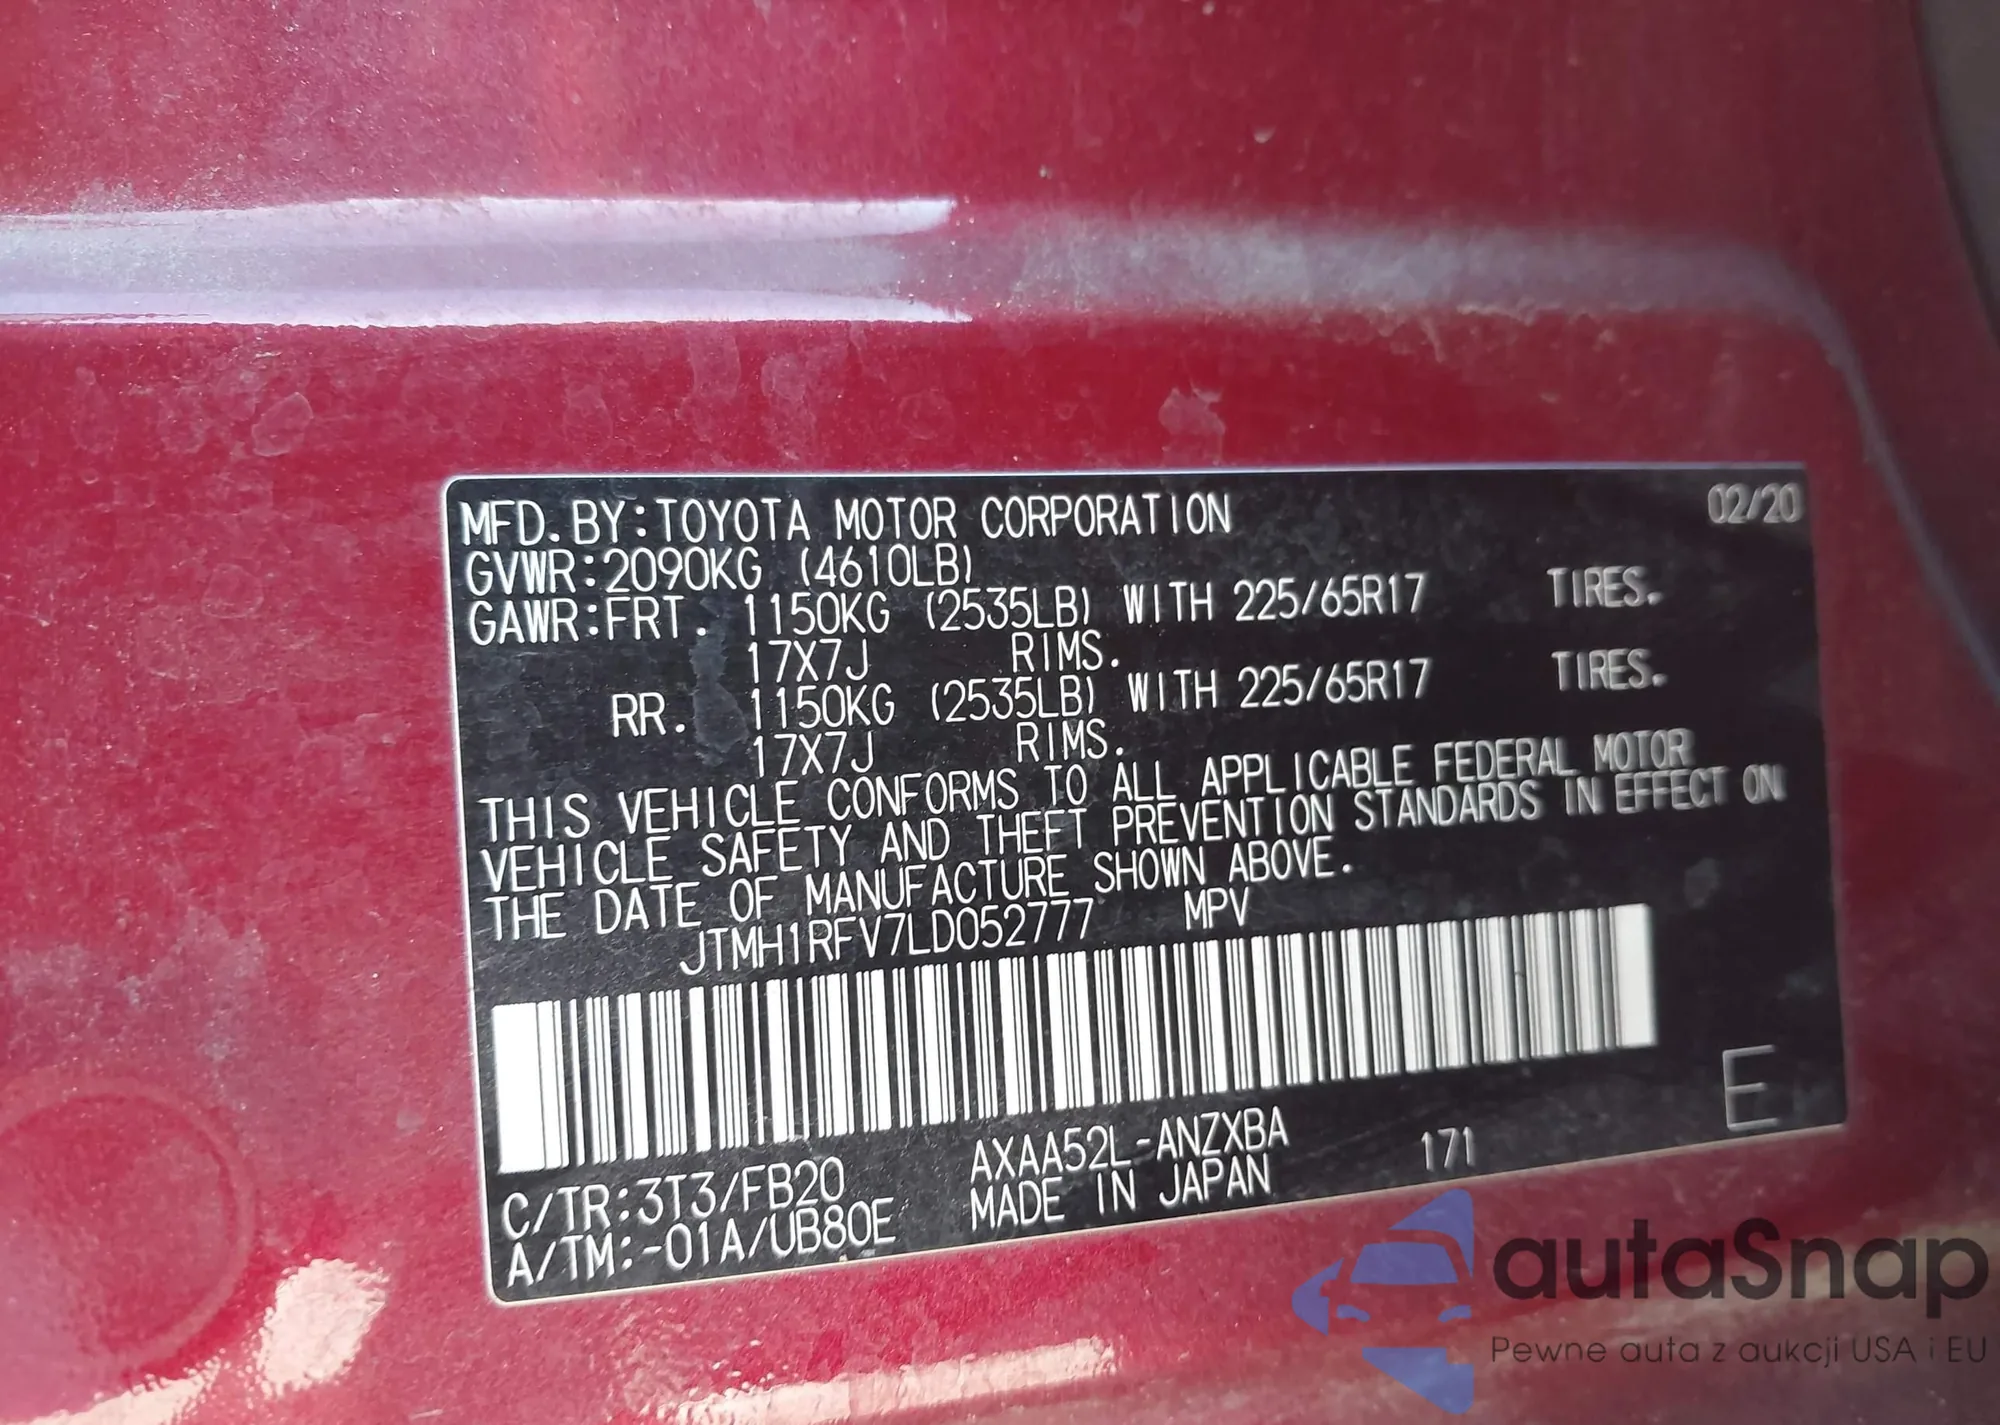 MFD.BY:TOYOTA MOTOR CORPORATION 02/20
GVWR:2090KG (4610LB)
GAWR:FRT. 1150KG (2535LB) WITH 225/65R17 TIRES.
17X7J RIMS.
RR. 1150KG (2535LB) WITH 225/65R17 TIRES.
17X7J RIMS.
THIS VEHICLE CONFORMS TO ALL APPLICABLE FEDERAL MOTOR
VEHICLE SAFETY AND THEFT PREVENTION STANDARDS IN EFFECT ON
THE DATE OF MANUFACTURE SHOWN ABOVE.
JTMH1RFV7LD052777 MPV
E
C/TR:3T3/FB20 AXAA52L-ANZXBA 171
A/TM:-01A/UB80E MADE IN JAPAN
autaSnap
Pewne auta z aukcji USA i EU